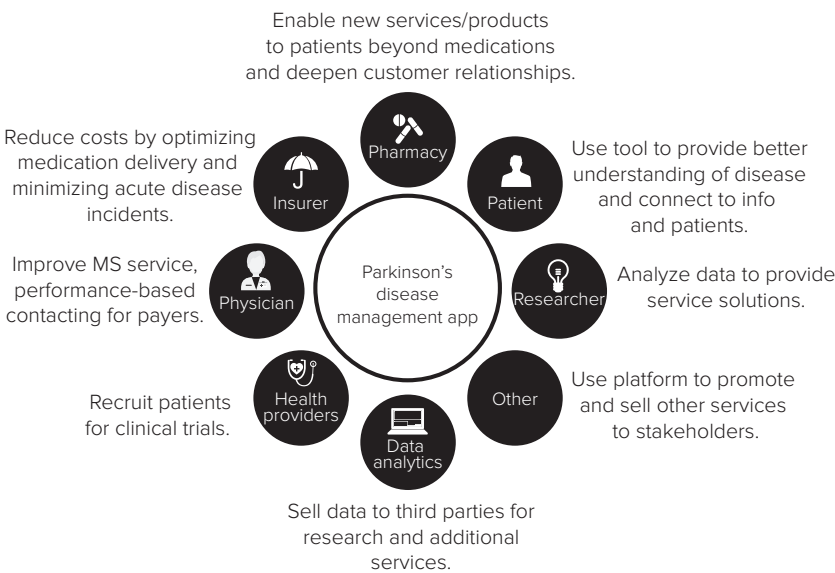 Enable new services/products
to patients beyond medications
and deepen customer relationships.
Pharmacy
Reduce costs by optimizing
medication delivery and
minimizing acute disease
incidents.
Insurer
Patient
Use tool to provide better
understanding of disease
and connect to info
and patients.
Improve MS service,
performance-based
contacting for payers.
Physician
Parkinson's
disease
management app
Researcher
Analyze data to provide
service solutions.
Recruit patients
for clinical trials.
Health
providers
Other
Use platform to promote
and sell other services
to stakeholders.
Data
analytics
Sell data to third parties for
research and additional
services.